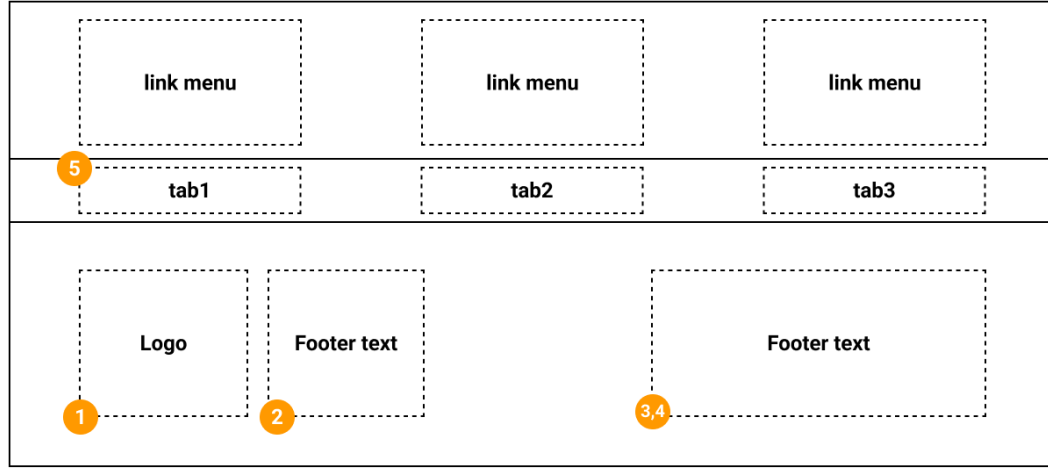 link menu
link menu
link menu
5
tab1
tab2
tab3
Logo
Footer text
Footer text
1
2
3,4